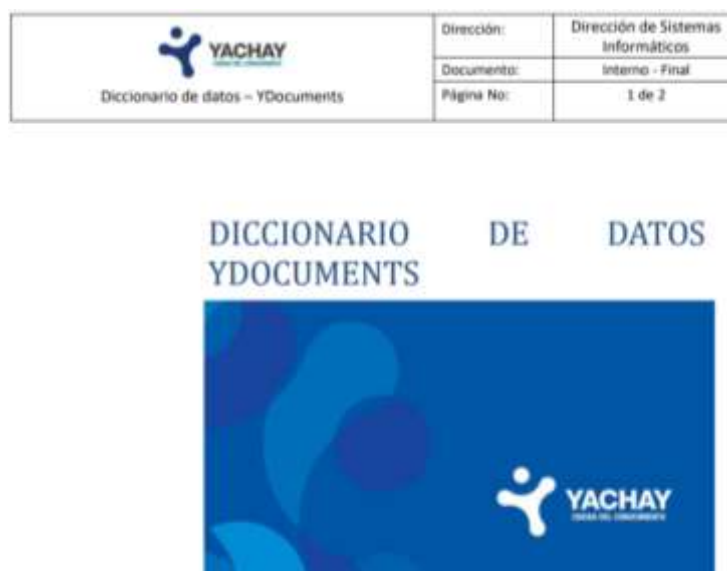 YACHAY
Diccionario de datos – YDocuments
Dirección:
Dirección de Sistemas
Informáticos
Documento:
Interno - Final
Página No:
1 de 2
DICCIONARIO DE DATOS
YDOCUMENTS
YACHAY